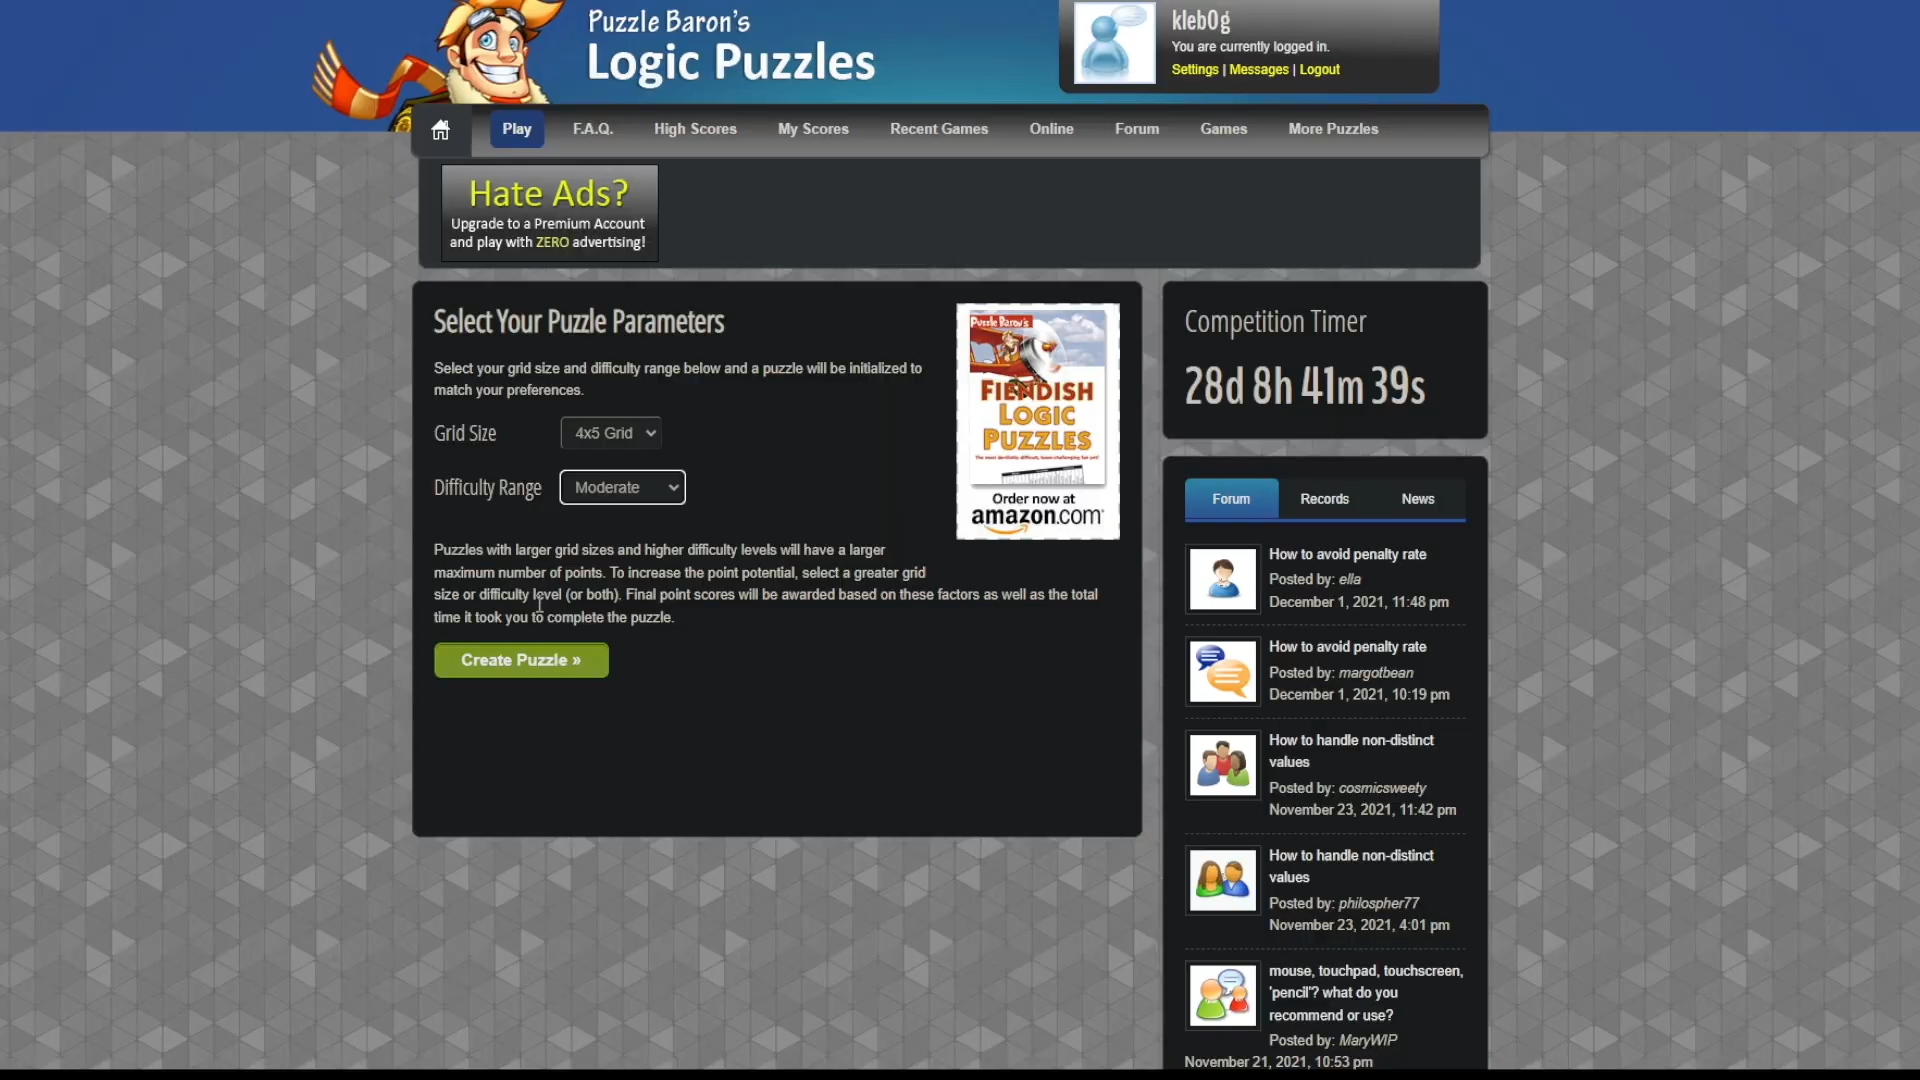 Puzzle Baron's
Logic Puzzles
kleb0g
You are currently logged in.
Settings | Messages | Logout
Play
F.A.Q.
High Scores
My Scores
Recent Games
Online
Forum
Games
More Puzzles
Hate Ads?
Upgrade to a Premium Account
and play with ZERO advertising!
Select Your Puzzle Parameters
Select your grid size and difficulty range below and a puzzle will be initialized to
match your preferences.
Grid Size
4x5 Grid
Difficulty Range
Moderate
Puzzles with larger grid sizes and higher difficulty levels will have a larger
maximum number of points. To increase the point potential, select a greater grid
size or difficulty level (or both). Final point scores will be awarded based on these factors as well as the total
time it took you to complete the puzzle.
Create Puzzle »
Puzzle Baron's
FIENDISH
LOGIC
PUZZLES
Order now at
amazon.com
Competition Timer
28d 8h 41m 39s
Forum
Records
News
How to avoid penalty rate
Posted by: ella
December 1, 2021, 11:48 pm
How to avoid penalty rate
Posted by: margotbean
December 1, 2021, 10:19 pm
How to handle non-distinct
values
Posted by: cosmicsweety
November 23, 2021, 11:42 pm
How to handle non-distinct
values
Posted by: philospher77
November 23, 2021, 4:01 pm
mouse, touchpad, touchscreen,
'pencil'? what do you
recommend or use?
Posted by: MaryWIP
November 21, 2021, 10:53 pm